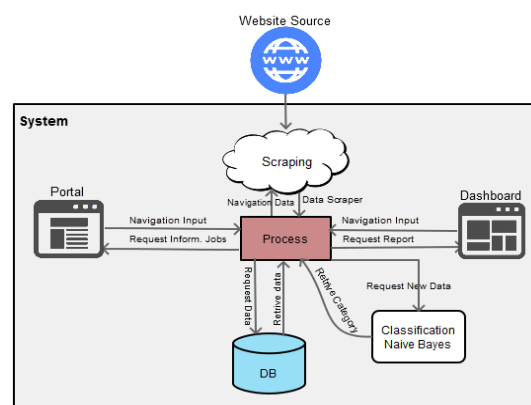 Website Source
www
System
Scraping
Portal
Dashboard
Navigation Data
Data Scraper
Navigation Input
Navigation Input
Process
Request Inform. Jobs
Request Report
Request Data
Retrive data
Retrive Category
Request New Data
Classification
Naive Bayes
DB